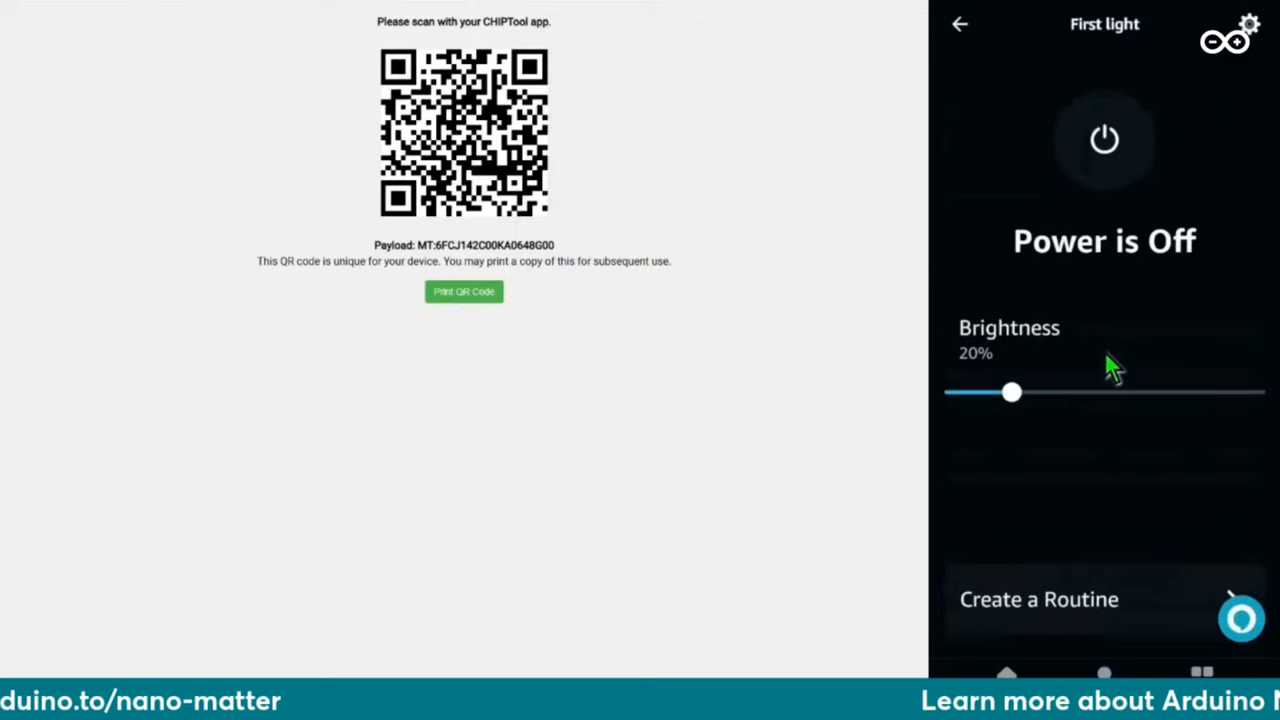 Please scan with your CHIPTool app.
Payload: MT:6FCJ142C00KA0648G00
This QR code is unique for your device. You may print a copy of this for subsequent use.
Print QR Code
First light
Power is Off
Brightness
20%
Create a Routine
duino.to/nano-matter
Learn more about Arduino N